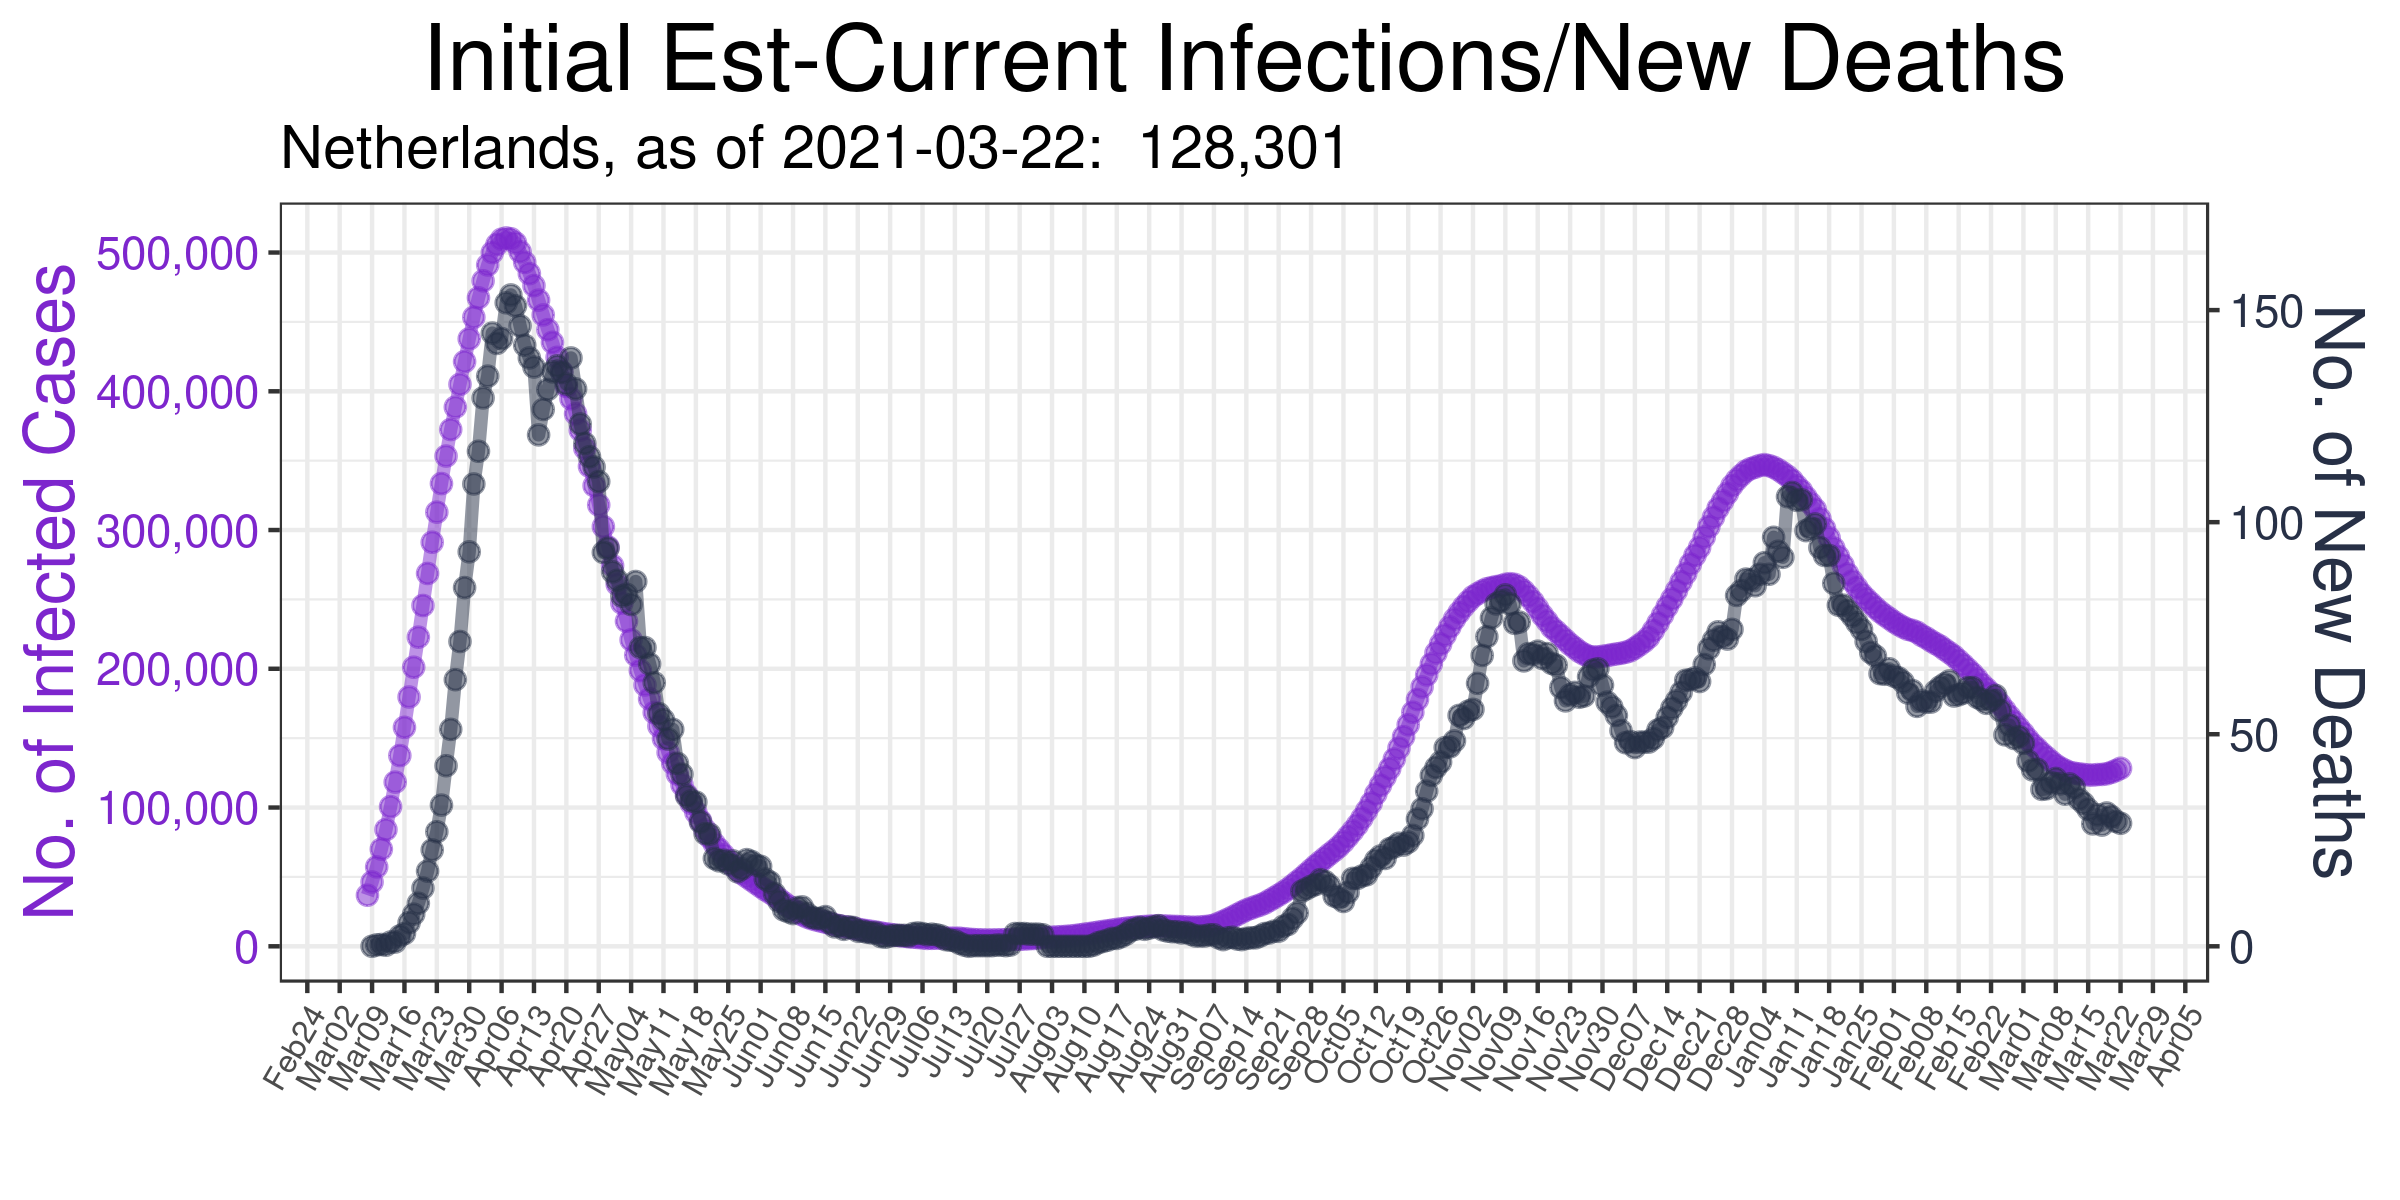 Initial Est-Current Infections/New Deaths
Netherlands, as of 2021-03-22:  128,301
No. of Infected Cases
500,000
400,000
300,000
200,000
100,000
0
150
100
50
0
No. of New Deaths
Feb24
Mar02
Mar09
Mar16
Mar23
Mar30
Apr06
Apr13
Apr20
Apr27
May04
May11
May18
May25
Jun01
Jun08
Jun15
Jun22
Jun29
Jul06
Jul13
Jul20
Jul27
Aug03
Aug10
Aug17
Aug24
Aug31
Sep07
Sep14
Sep21
Sep28
Oct05
Oct12
Oct19
Oct26
Nov02
Nov09
Nov16
Nov23
Nov30
Dec07
Dec14
Dec21
Dec28
Jan04
Jan11
Jan18
Jan25
Feb01
Feb08
Feb15
Feb22
Mar01
Mar08
Mar15
Mar22
Mar29
Apr05